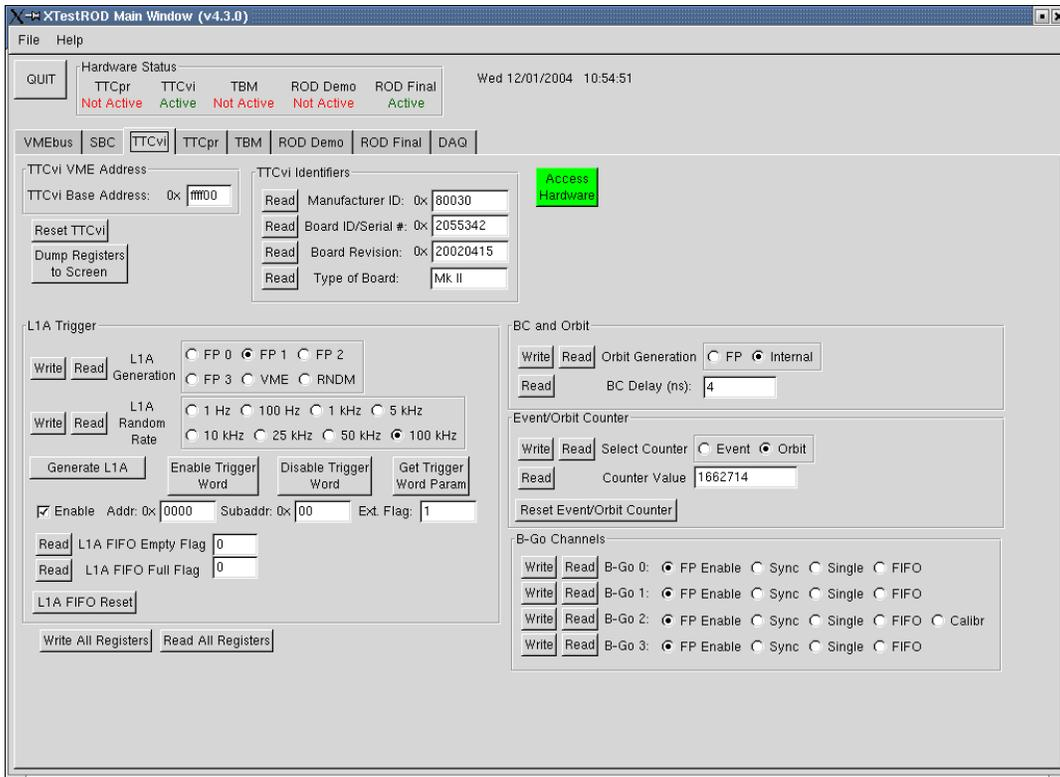 XTestROD Main Window (v4.3.0)
File Help
QUIT
Hardware Status
TTCpr TTCvi TBM ROD Demo ROD Final
Not Active Active Not Active Not Active Active
Wed 12/01/2004 10:54:51
VMEbus SBC TTCvi TTCpr TBM ROD Demo ROD Final DAQ
TTCvi VME Address
TTCvi Base Address: 0x ffff00
Reset TTCvi
Dump Registers
to Screen
TTCvi Identifiers
Read Manufacturer ID: 0x 80030
Read Board ID/Serial #: 0x 2055342
Read Board Revision: 0x 20020415
Read Type of Board: Mk II
Access
Hardware
L1A Trigger
Write Read L1A
Generation
FP 0 FP 1 FP 2
FP 3 VME RNDM
Write Read L1A
Random
Rate
1 Hz 100 Hz 1 kHz 5 kHz
10 kHz 25 kHz 50 kHz 100 kHz
Generate L1A
Enable Trigger
Word
Disable Trigger
Word
Get Trigger
Word Param
Enable Addr: 0x 0000 Subaddr: 0x 00 Ext. Flag: 1
Read L1A FIFO Empty Flag 0
Read L1A FIFO Full Flag 0
L1A FIFO Reset
Write All Registers Read All Registers
BC and Orbit
Write Read Orbit Generation FP Internal
Read BC Delay (ns): 4
Event/Orbit Counter
Write Read Select Counter Event Orbit
Read Counter Value 1662714
Reset Event/Orbit Counter
B-Go Channels
Write Read B-Go 0: FP Enable Sync Single FIFO
Write Read B-Go 1: FP Enable Sync Single FIFO
Write Read B-Go 2: FP Enable Sync Single FIFO Calibr
Write Read B-Go 3: FP Enable Sync Single FIFO